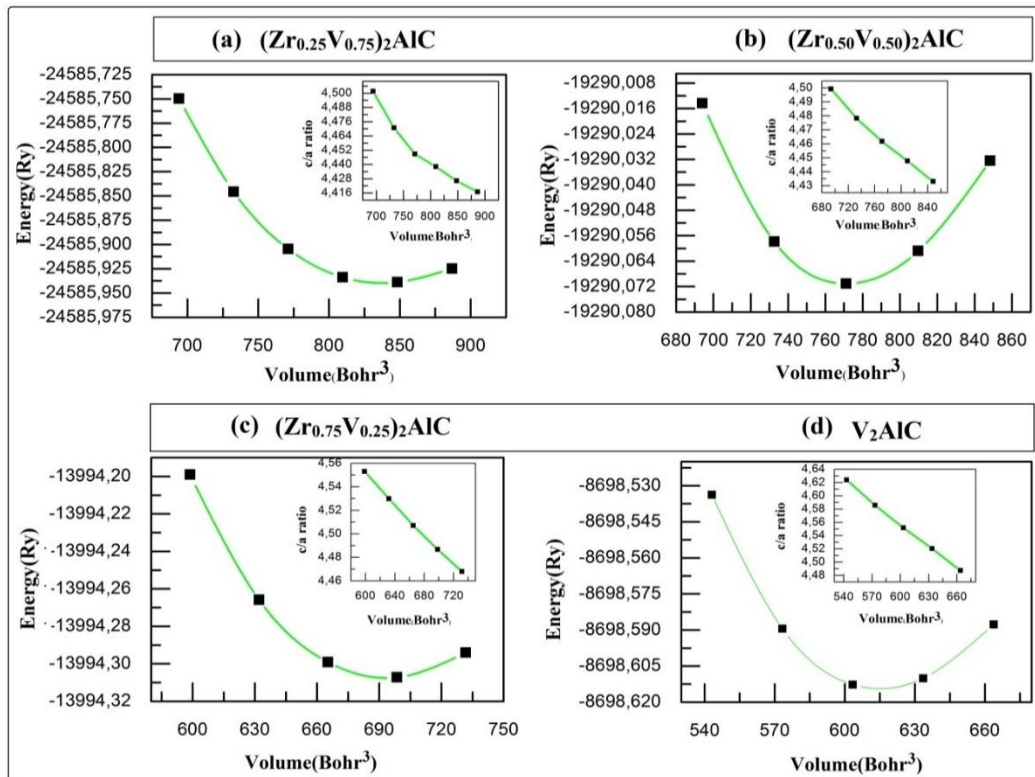 (a) (Zr0.25V0.75)2AlC
-24585,725
-24585,750
-24585,775
-24585,800
-24585,825
-24585,850
-24585,875
-24585,900
-24585,925
-24585,950
-24585,975
Energy(Ry)
700 750 800 850 900
Volume(Bohr3)
4,500
4,488
4,476
4,464
4,452
4,440
4,428
4,416
c/a ratio
700 750 800 850 900
Volume(Bohr3)
(b) (Zr0.50V0.50)2AlC
-19290,008
-19290,016
-19290,024
-19290,032
-19290,040
-19290,048
-19290,056
-19290,064
-19290,072
-19290,080
Energy(Ry)
680 700 720 740 760 780 800 820 840 860
Volume(Bohr3)
4,50
4,49
4,48
4,46
4,45
4,44
4,43
c/a ratio
680 720 760 800 840
Volume(Bohr3)
(c) (Zr0.75V0.25)2AlC
-13994,20
-13994,22
-13994,24
-13994,26
-13994,28
-13994,30
-13994,32
Energy(Ry)
600 630 660 690 720 750
Volume(Bohr3)
4,56
4,54
4,52
4,50
4,48
4,46
c/a ratio
600 640 680 720
Volume(Bohr3)
(d) V2AlC
-8698,530
-8698,545
-8698,560
-8698,575
-8698,590
-8698,605
-8698,620
Energy(Ry)
540 570 600 630 660
Volume(Bohr3)
4,64
4,62
4,60
4,58
4,56
4,54
4,52
4,50
4,48
c/a ratio
540 570 600 630 660
Volume(Bohr3)